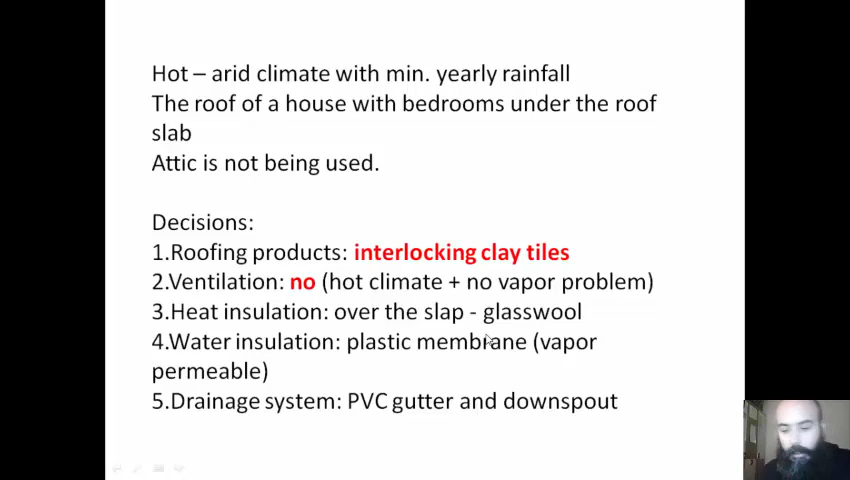 Hot – arid climate with min. yearly rainfall
The roof of a house with bedrooms under the roof
slab
Attic is not being used.
Decisions:
1.Roofing products: interlocking clay tiles
2.Ventilation: no (hot climate + no vapor problem)
3.Heat insulation: over the slap - glasswool
4.Water insulation: plastic membrane (vapor
permeable)
5.Drainage system: PVC gutter and downspout